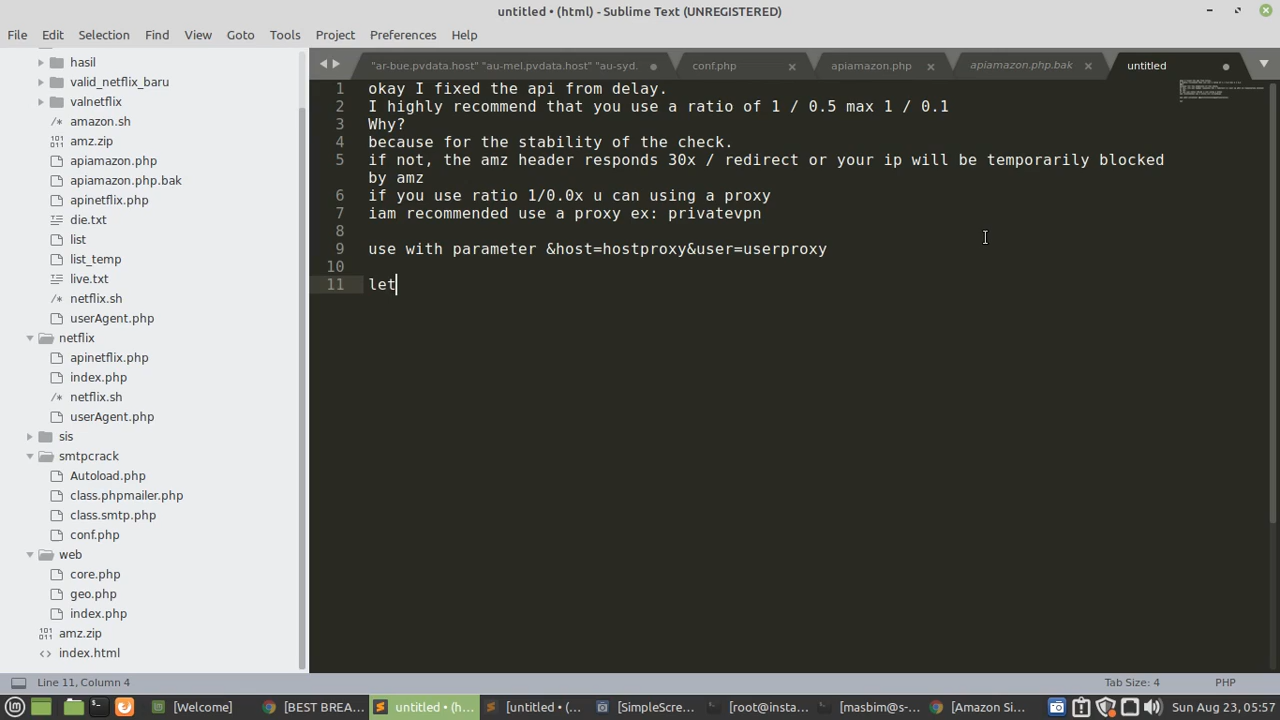 untitled • (html) - Sublime Text (UNREGISTERED)
File Edit Selection Find View Goto Tools Project Preferences Help
"ar-bue.pvdata.host" "au-mel.pvdata.host" "au-syd.
conf.php
apiamazon.php
apiamazon.php.bak
untitled
hasil
valid_netflix_baru
valnetflix
amazon.sh
amz.zip
apiamazon.php
apiamazon.php.bak
apinetflix.php
die.txt
list
list_temp
live.txt
netflix.sh
userAgent.php
netflix
apinetflix.php
index.php
netflix.sh
userAgent.php
sis
smtpcrack
Autoload.php
class.phpmailer.php
class.smtp.php
conf.php
web
core.php
geo.php
index.php
amz.zip
index.html
1 okay I fixed the api from delay.
2 I highly recommend that you use a ratio of 1 / 0.5 max 1 / 0.1
3 Why?
4 because for the stability of the check.
5 if not, the amz header responds 30x / redirect or your ip will be temporarily blocked
by amz
6 if you use ratio 1/0.0x u can using a proxy
7 iam recommended use a proxy ex: privatevpn
8
9 use with parameter &host=hostproxy&user=userproxy
10
11 let
Line 11, Column 4
Tab Size: 4
PHP
[Welcome]
[BEST BREA...
untitled • (h...
[untitled • (...
[SimpleScre...
[root@insta...
[masbim@s-...
[Amazon Si...
Sun Aug 23, 05:57